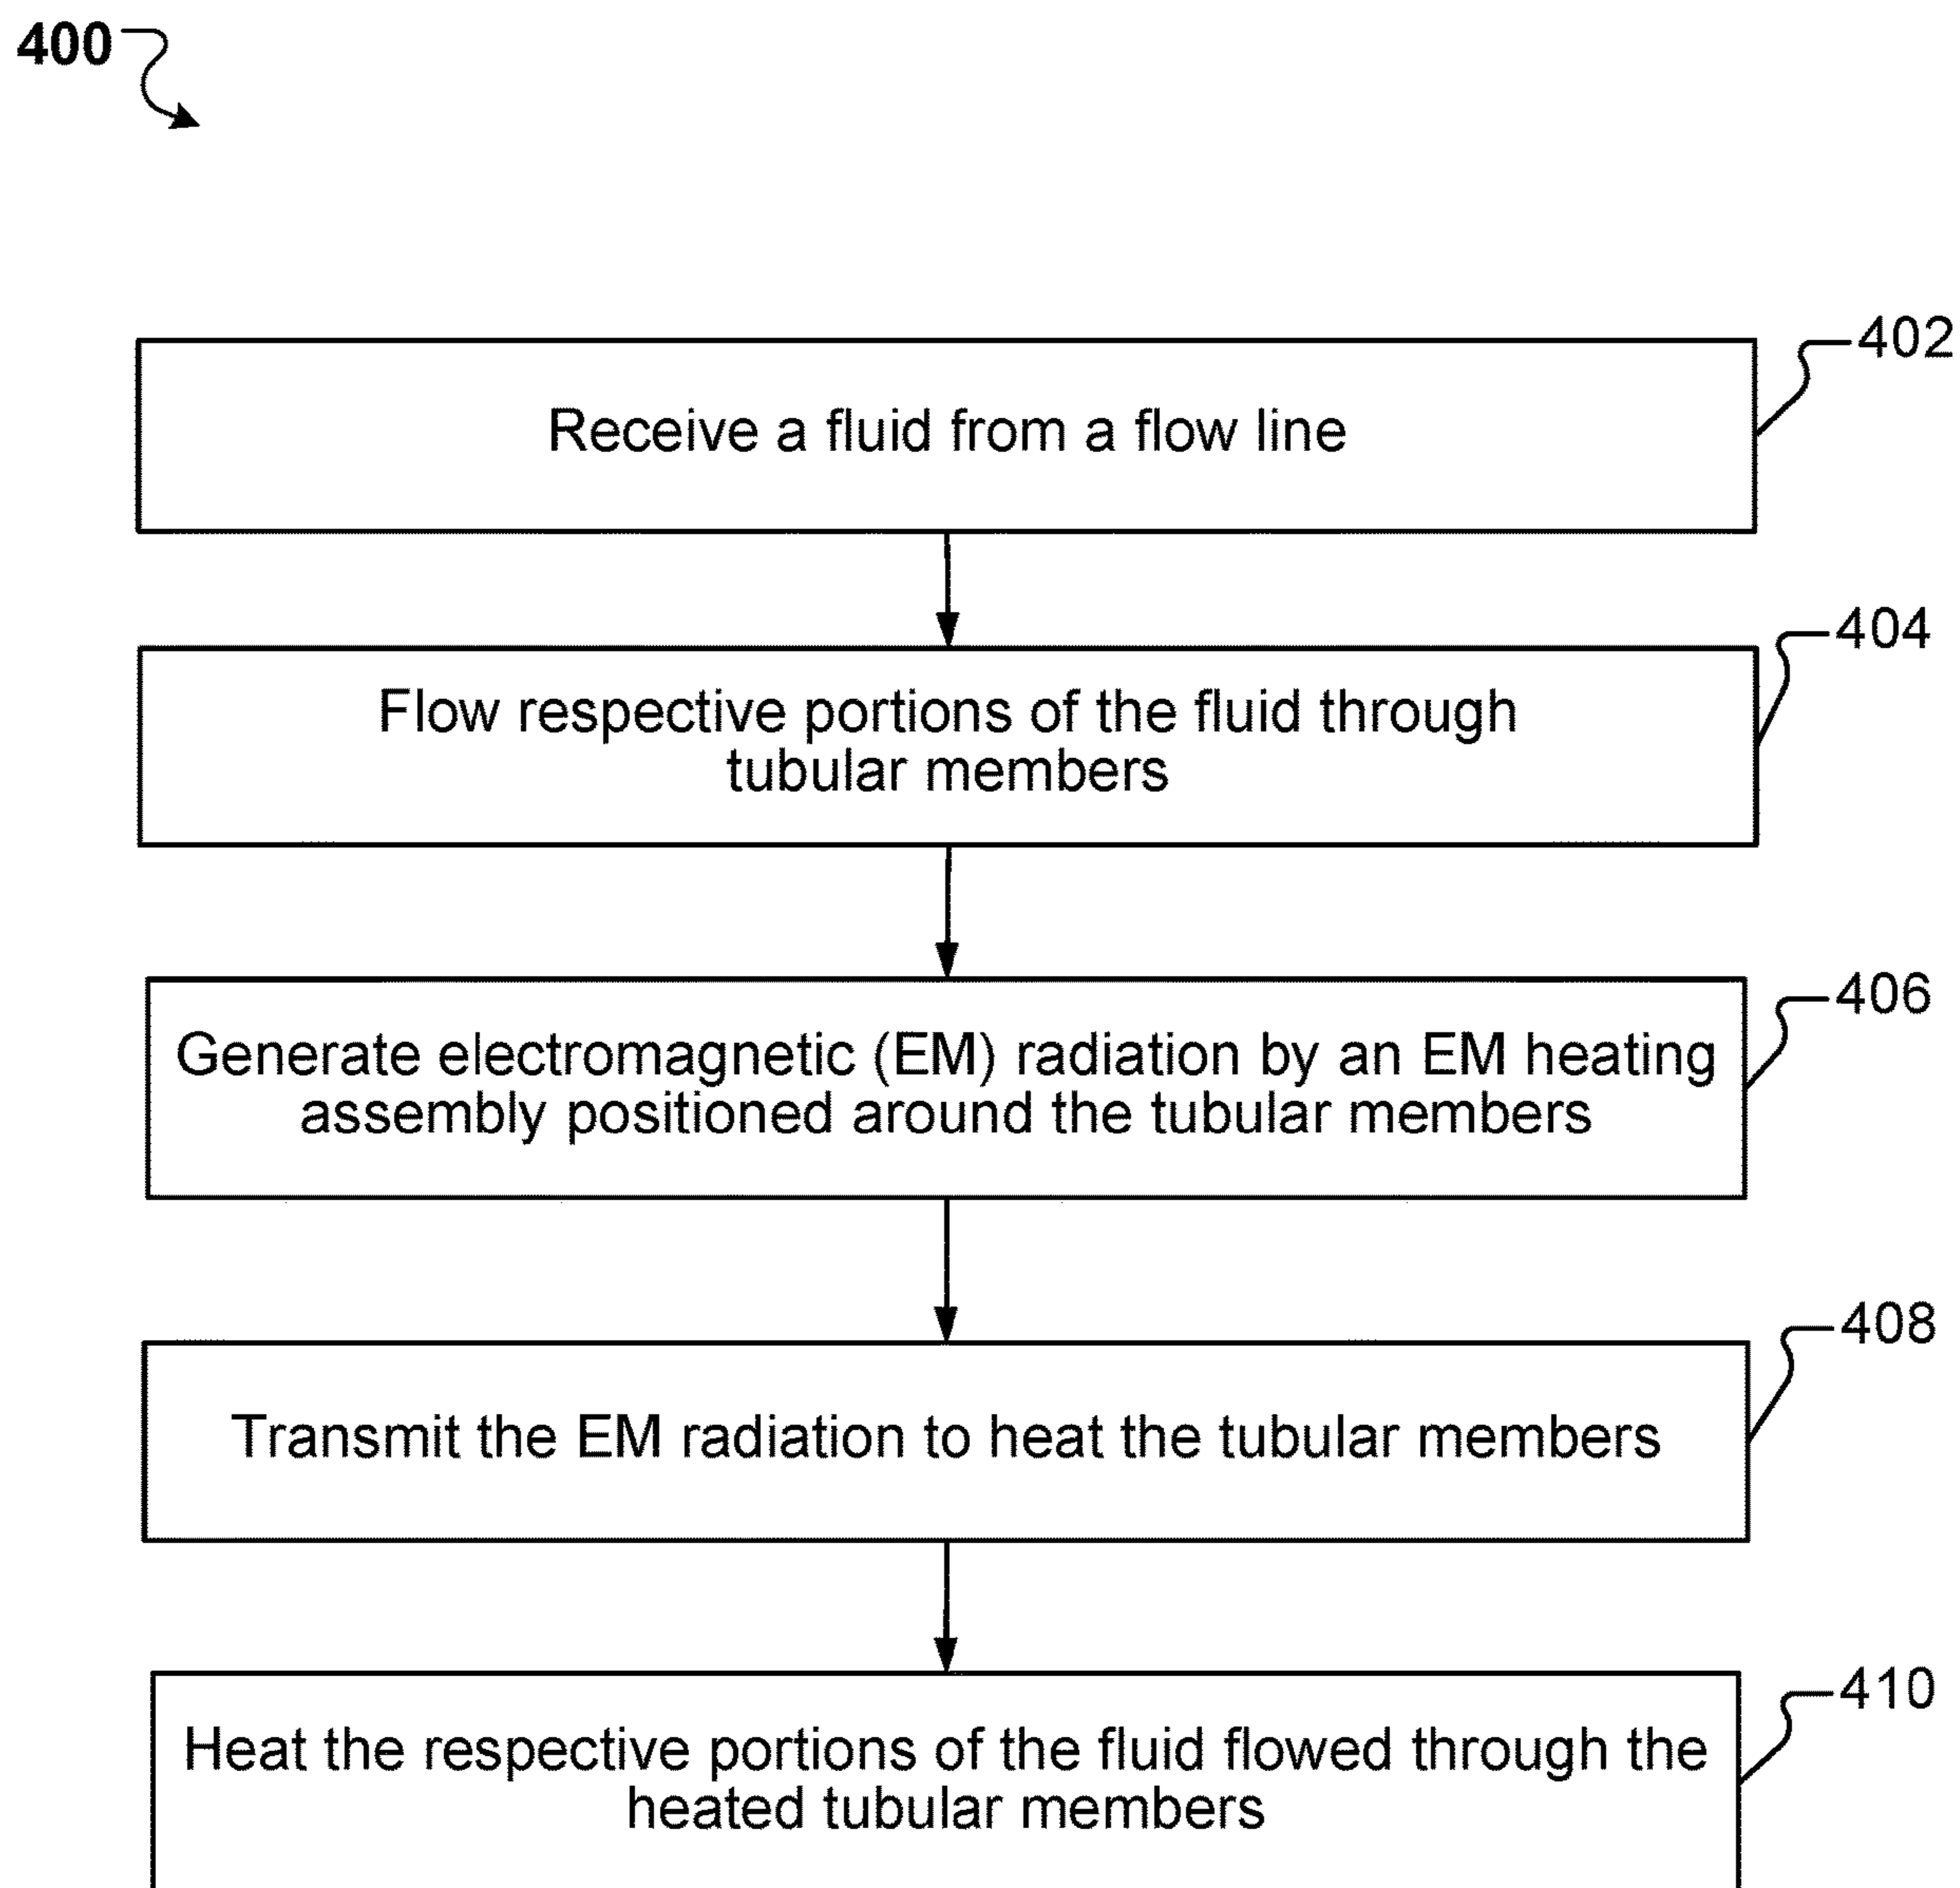 400
402
Receive a fluid from a flow line
404
Flow respective portions of the fluid through
tubular members
406
Generate electromagnetic (EM) radiation by an EM heating
assembly positioned around the tubular members
408
Transmit the EM radiation to heat the tubular members
410
Heat the respective portions of the fluid flowed through the
heated tubular members